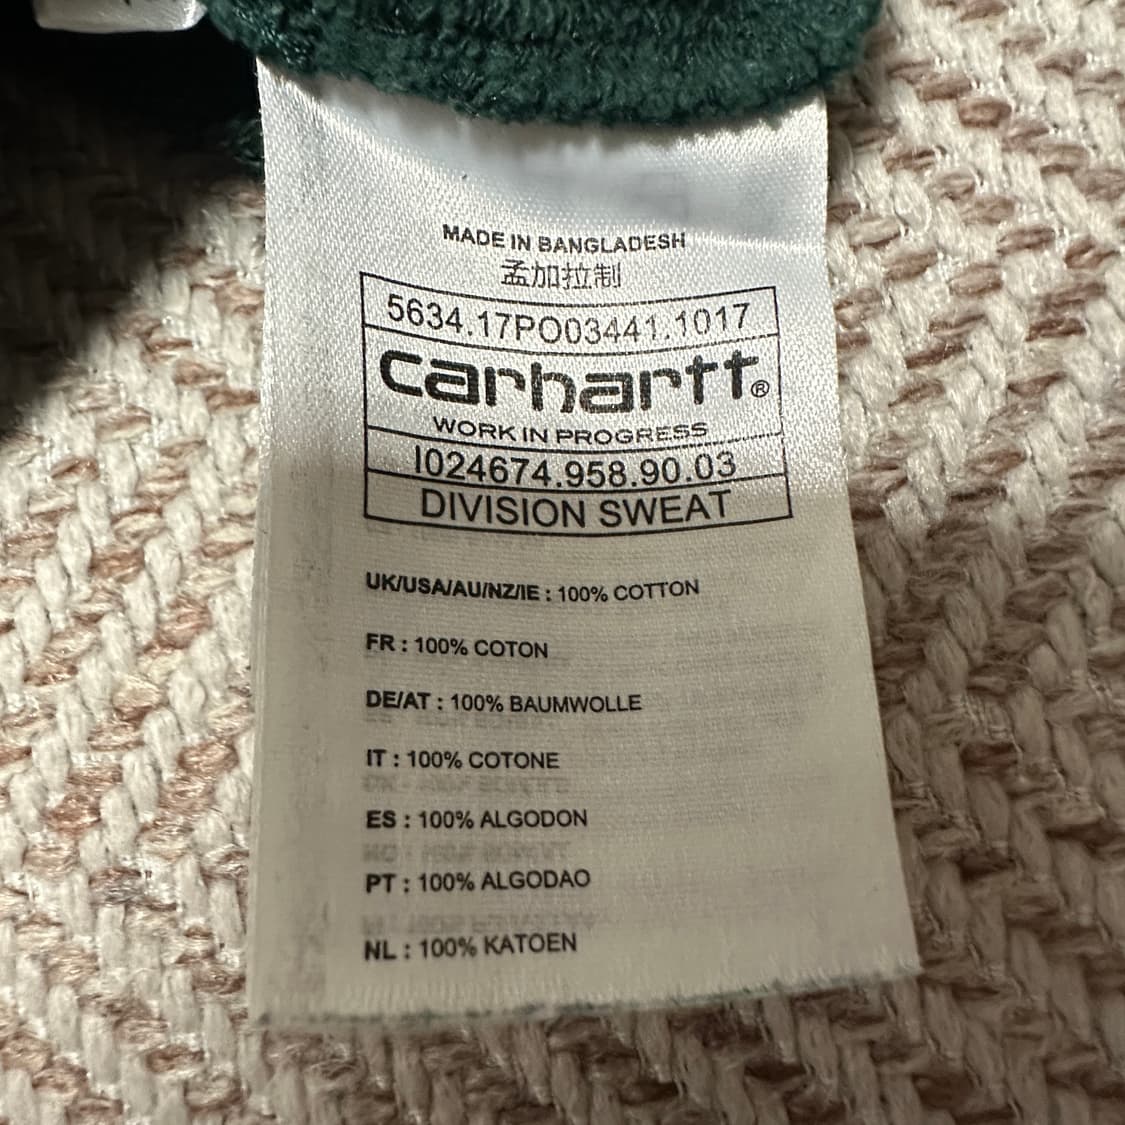 MADE IN BANGLADESH
孟加拉制
5634.17PO03441.1017
carhartt®
WORK IN PROGRESS
I024674.958.90.03
DIVISION SWEAT
UK/USA/AU/NZ/IE : 100% COTTON
FR : 100% COTON
DE/AT : 100% BAUMWOLLE
IT : 100% COTONE
ES : 100% ALGODON
PT : 100% ALGODAO
NL : 100% KATOEN